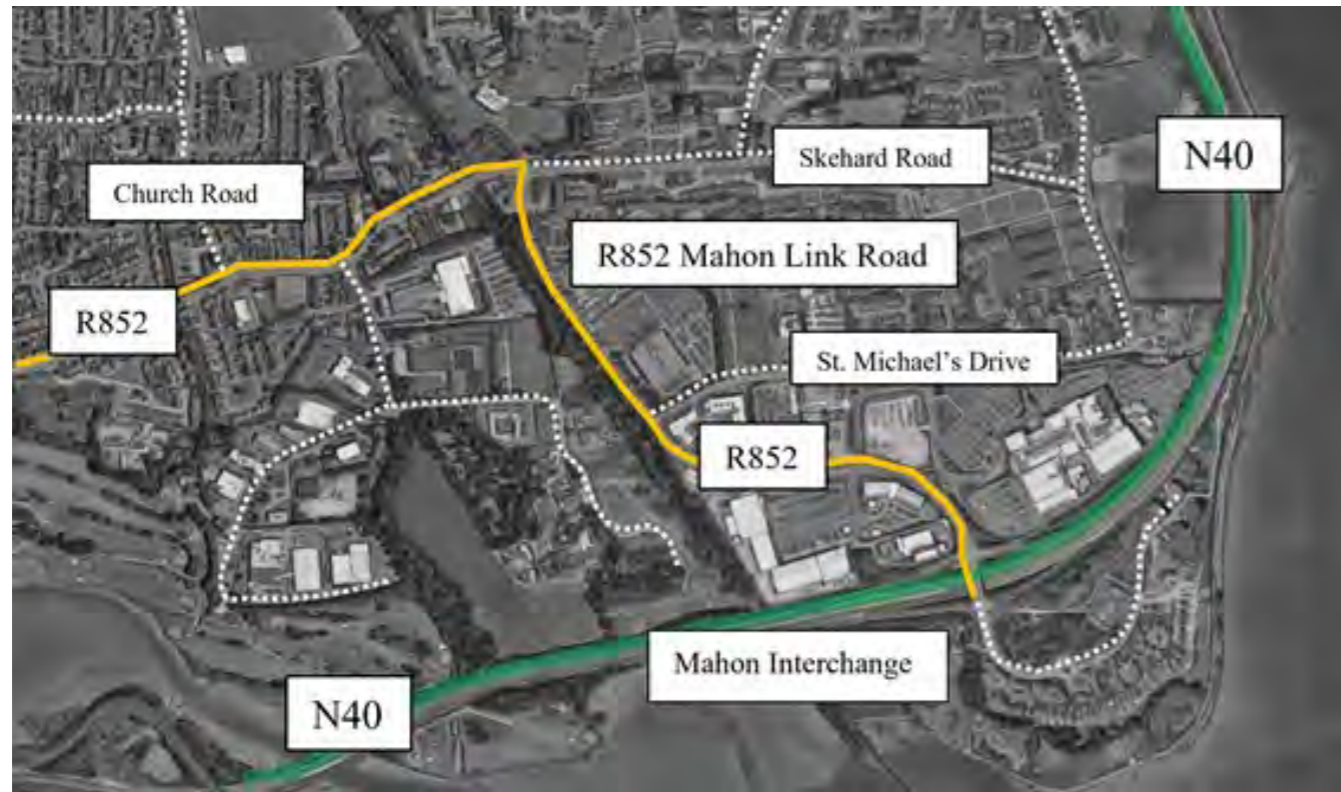 N40
Skehard Road
Church Road
R852 Mahon Link Road
R852
St. Michael's Drive
R852
Mahon Interchange
N40